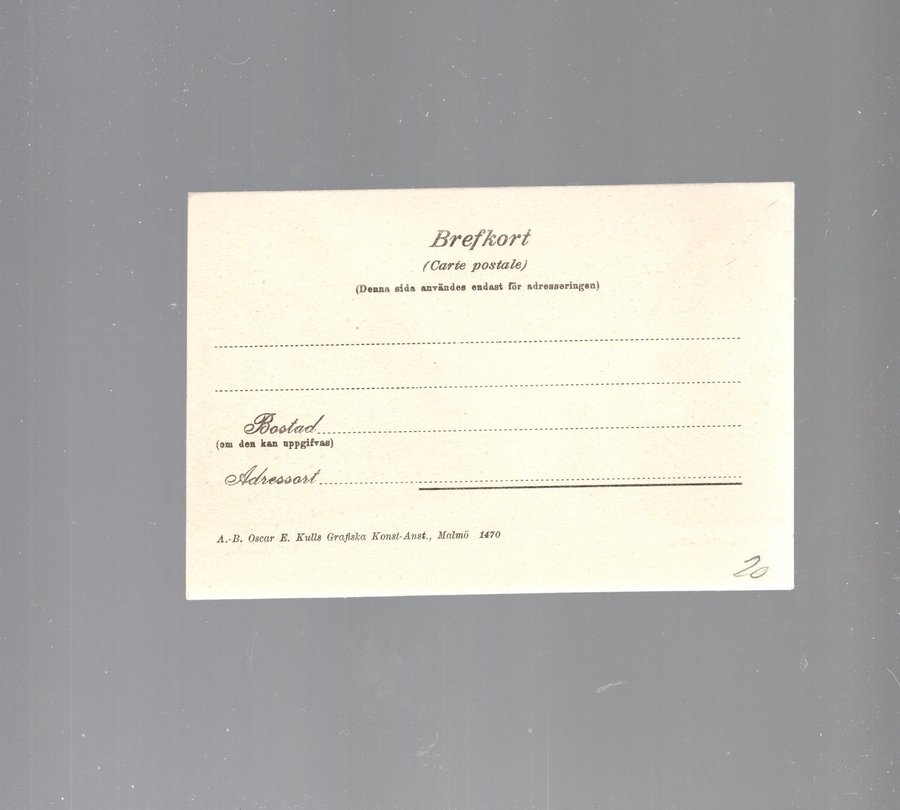 Brefkort
(Carte postale)
(Denna sida användes endast för adresseringen)
Bostad
(om den kan uppgifvas)
Adressort
A.-B. Oscar E. Kulls Grafiska Konst-Anst., Malmö 1470
20